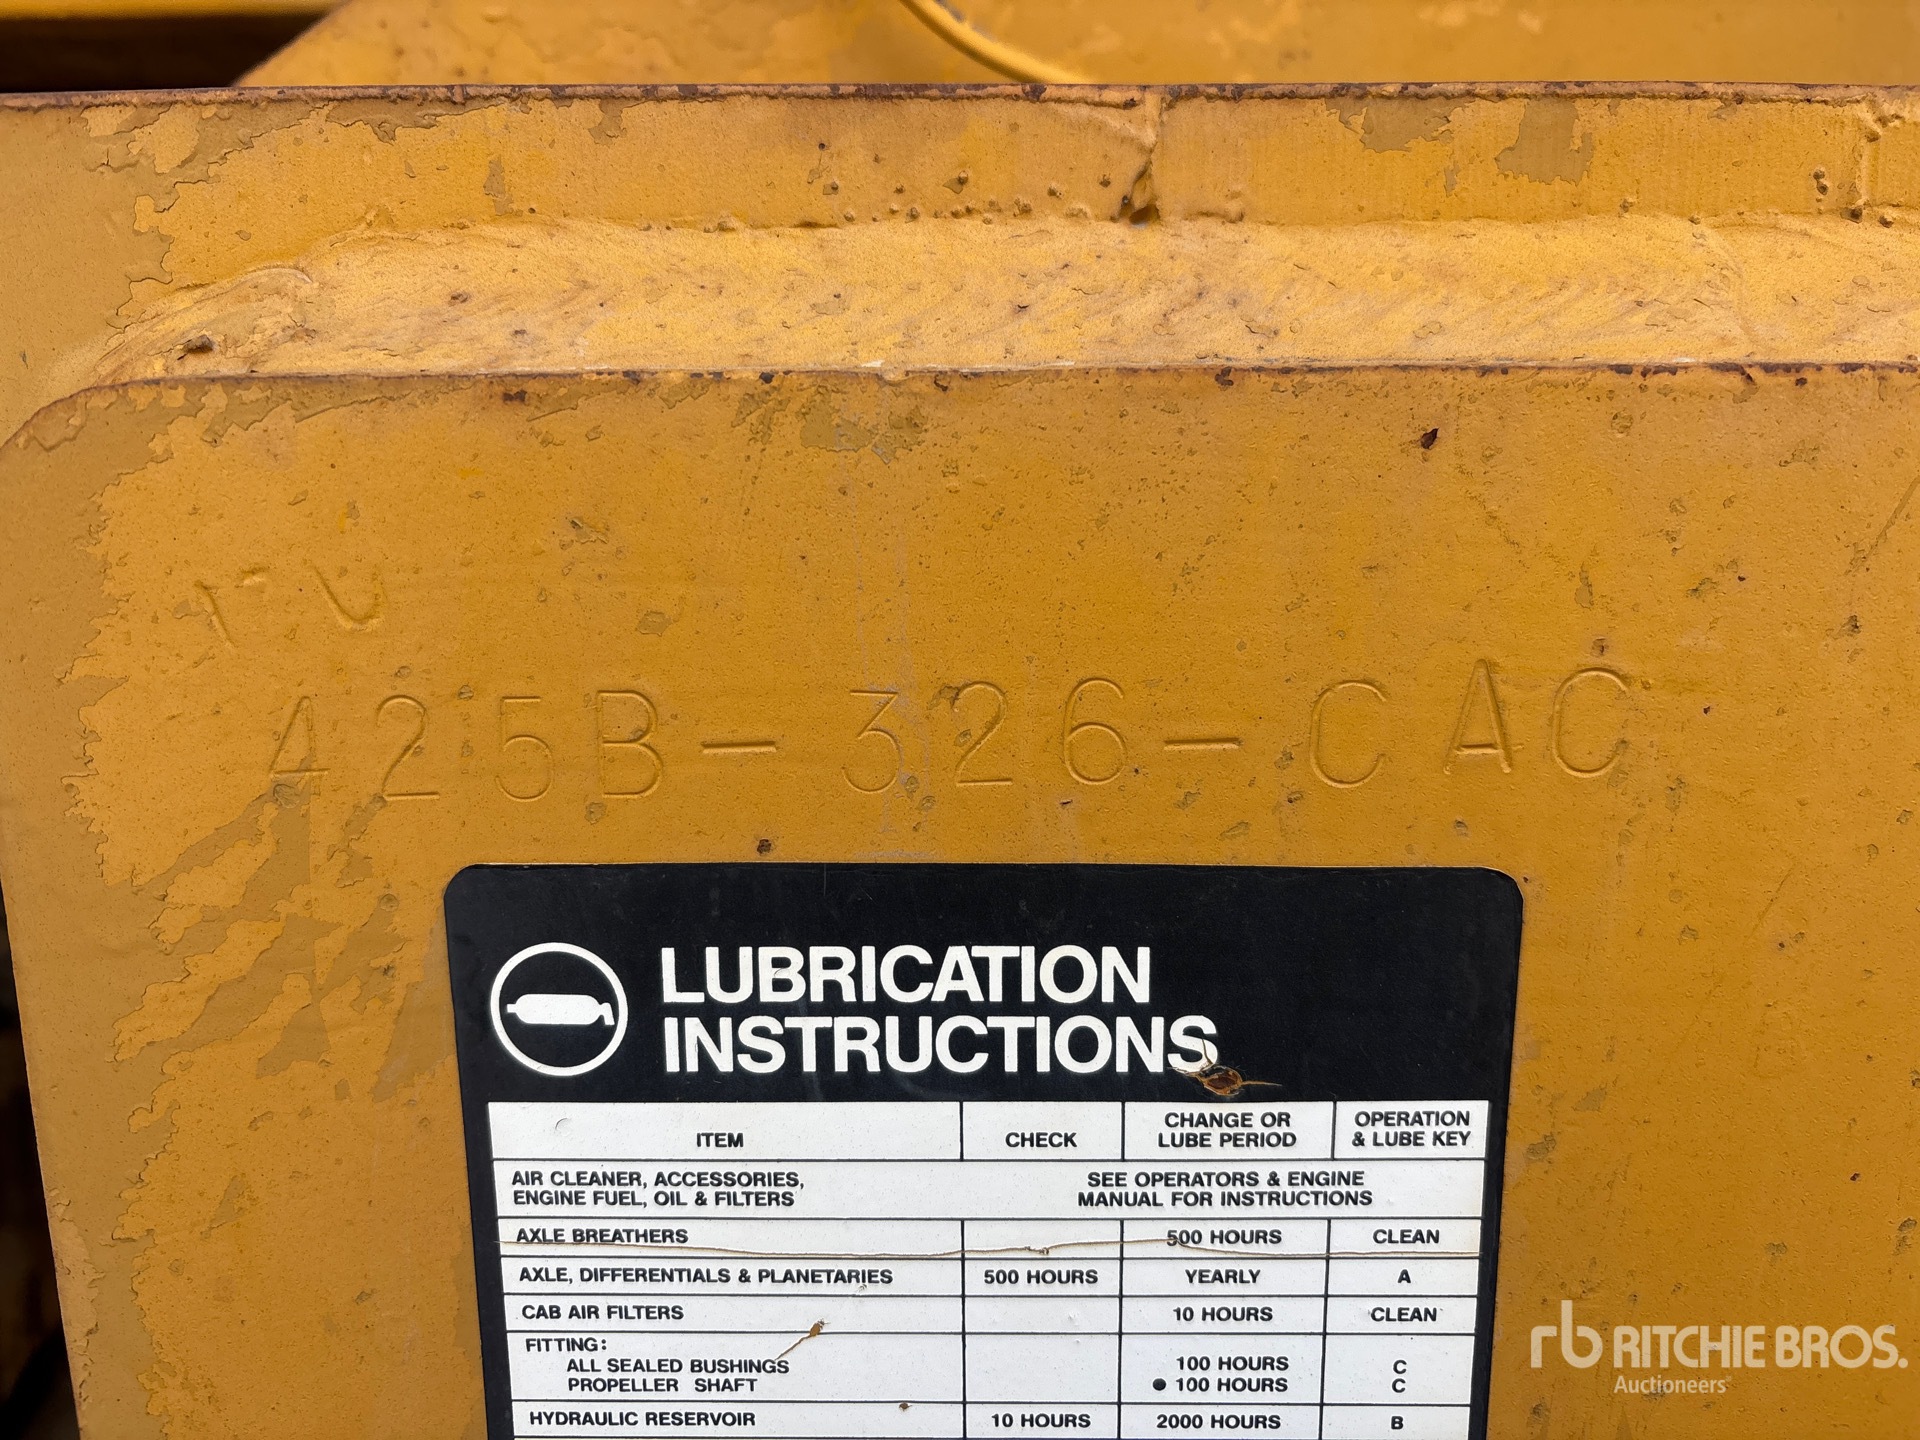 425B-326-CAC
LUBRICATION
INSTRUCTIONS
ITEM CHECK CHANGE OR LUBE PERIOD OPERATION & LUBE KEY
AIR CLEANER, ACCESSORIES, SEE OPERATORS & ENGINE
ENGINE FUEL, OIL & FILTERS MANUAL FOR INSTRUCTIONS
AXLE BREATHERS 500 HOURS CLEAN
AXLE, DIFFERENTIALS & PLANETARIES 500 HOURS YEARLY A
CAB AIR FILTERS 10 HOURS CLEAN
FITTING:
ALL SEALED BUSHINGS 100 HOURS C
PROPELLER SHAFT ● 100 HOURS C
HYDRAULIC RESERVOIR 10 HOURS 2000 HOURS B
rb RITCHIE BROS.
Auctioneers